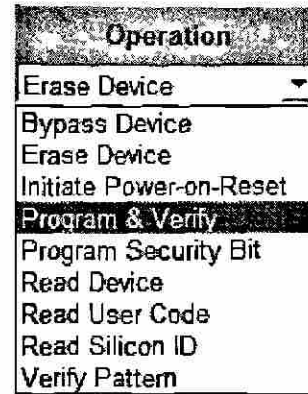 Operation
Erase Device
Bypass Device
Erase Device
Initiate Power-on-Reset
Program & Verify
Program Security Bit
Read Device
Read User Code
Read Silicon ID
Verify Pattern